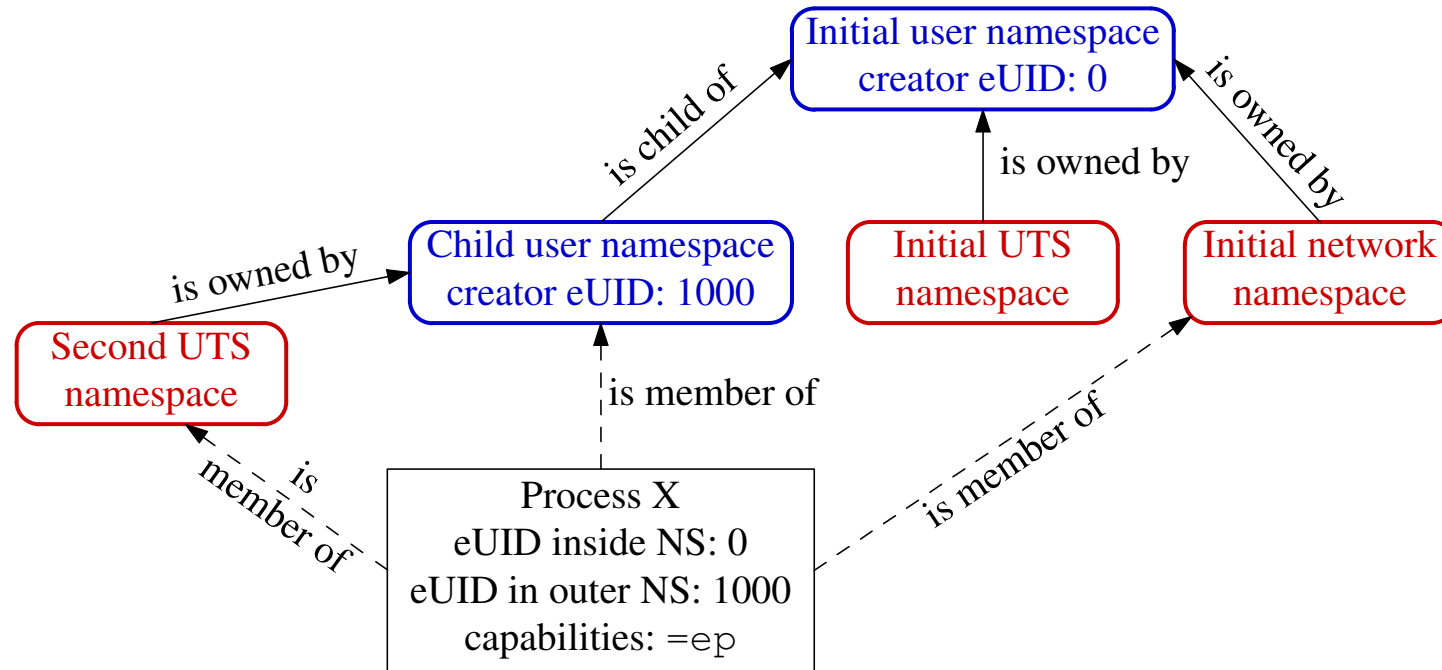 Initial user namespace
creator eUID: 0
is child of
is owned by
is owned by
Child user namespace
creator eUID: 1000
Initial UTS
namespace
Initial network
namespace
is owned by
Second UTS
namespace
is member of
is
member of
is member of
Process X
eUID inside NS: 0
eUID in outer NS: 1000
capabilities: =ep